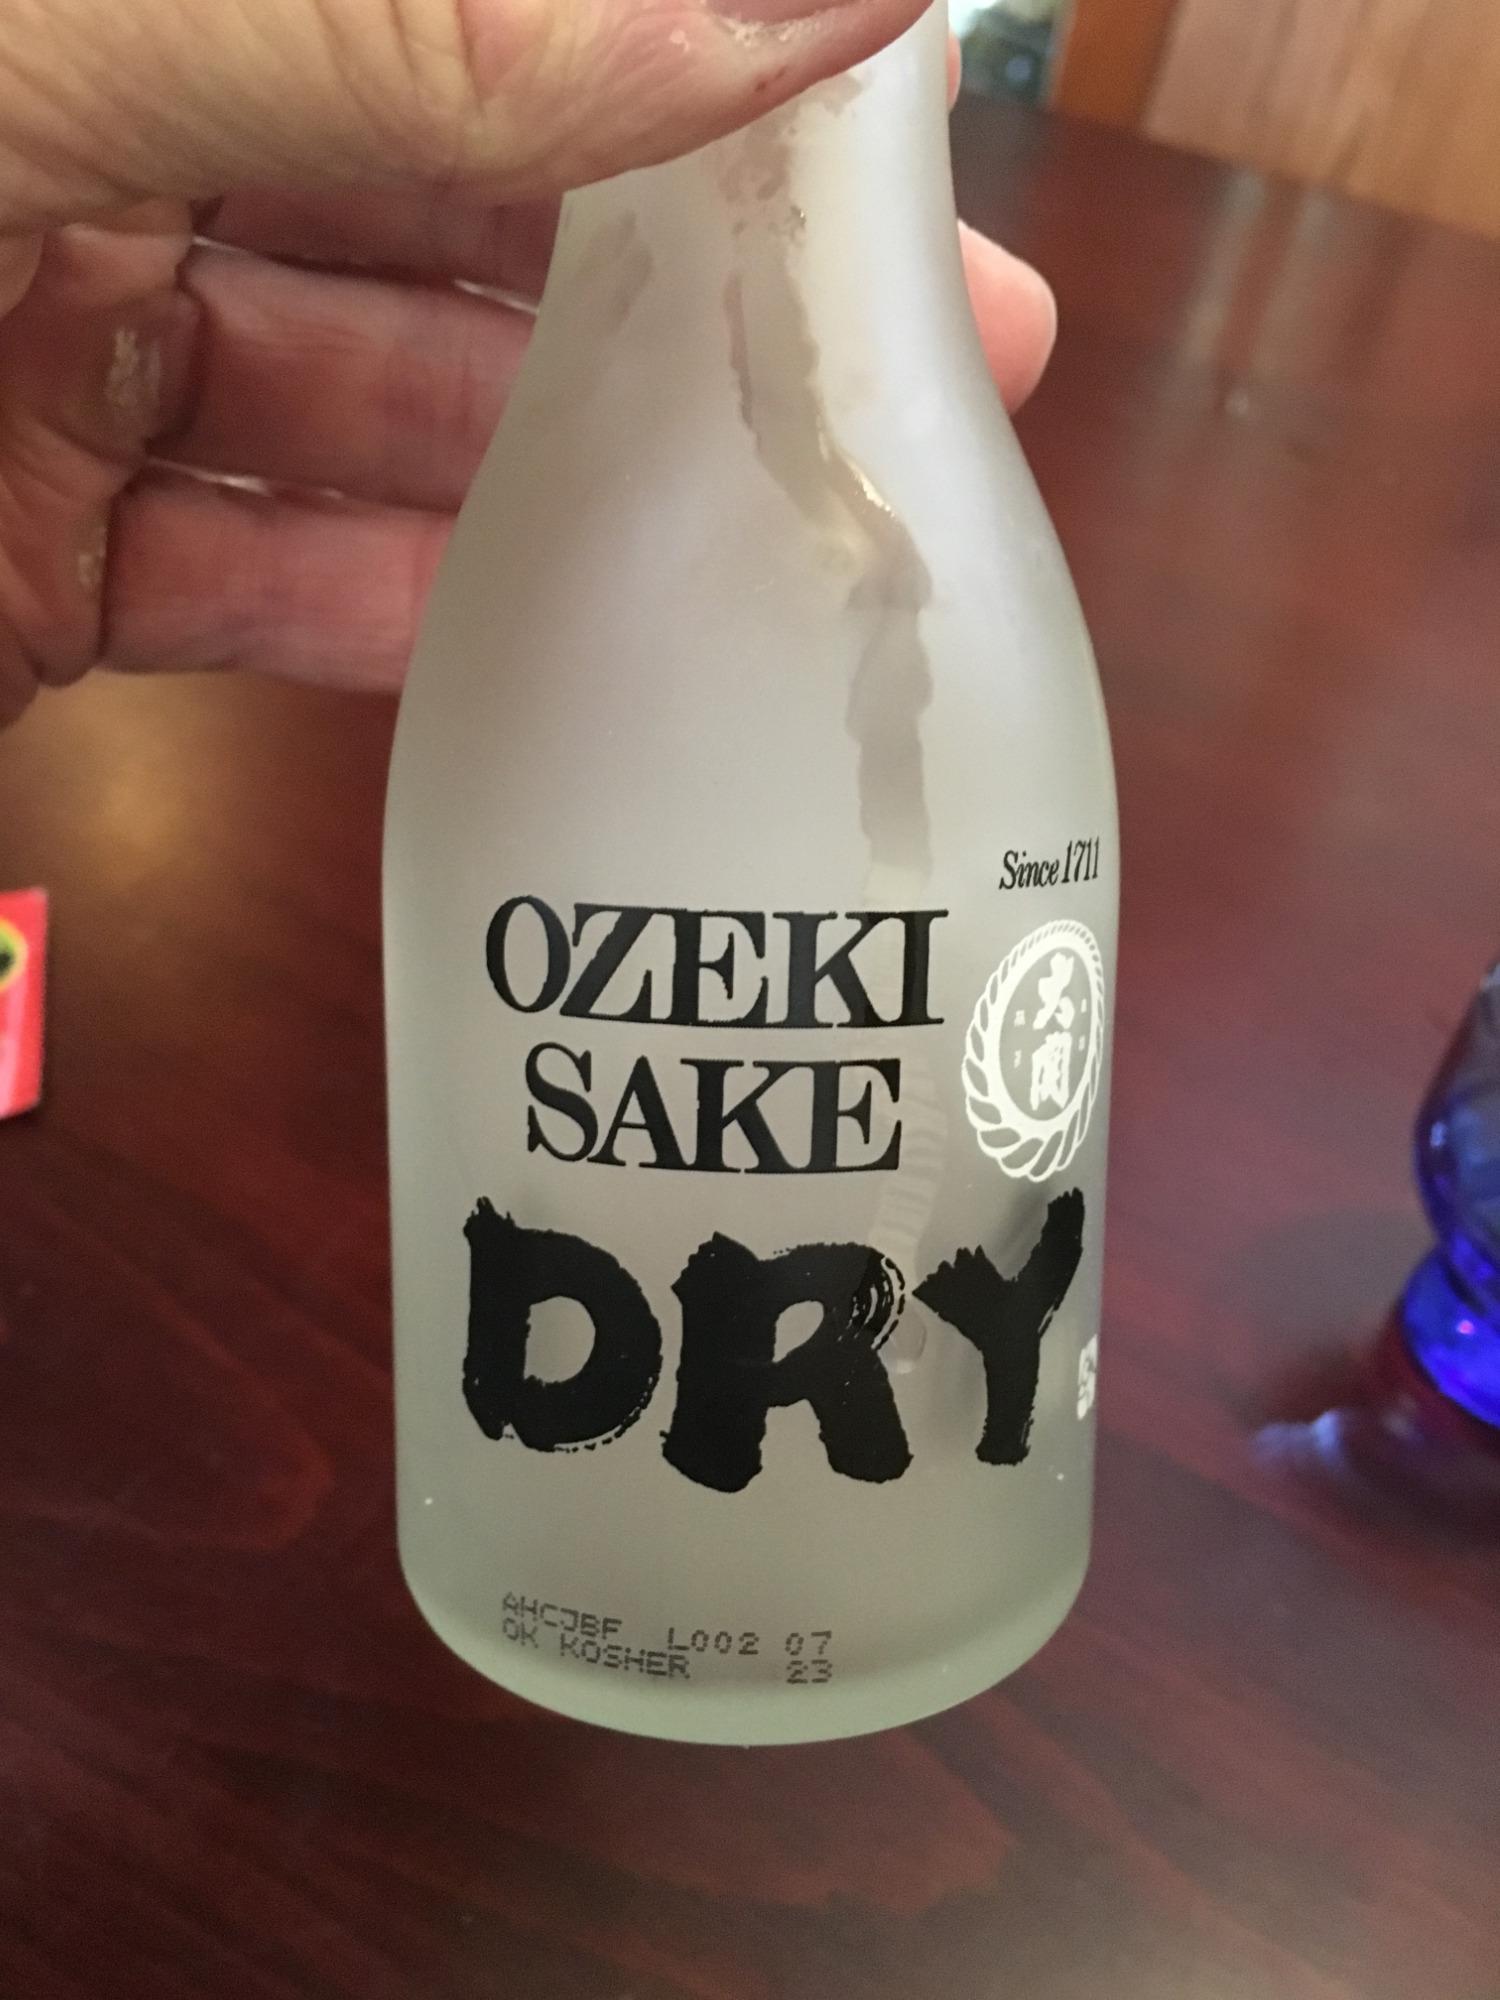 Since 1711
OZEKI
SAKE
大関
DRY
AHCJBF L002 07
OK KOSHER 23